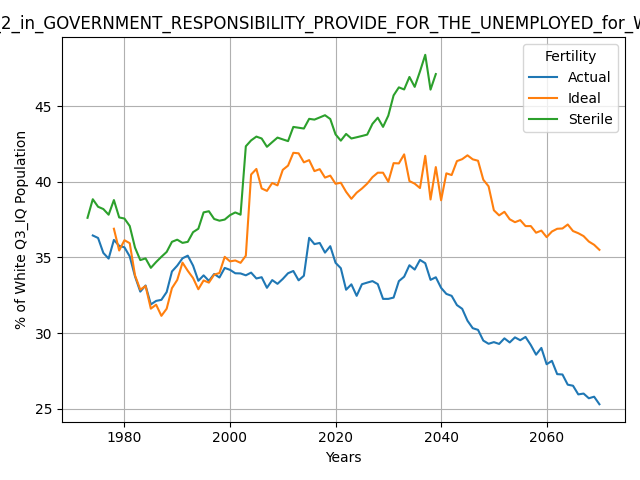 _2_in_GOVERNMENT_RESPONSIBILITY_PROVIDE_FOR_THE_UNEMPLOYED_for_W
Fertility
Actual
Ideal
Sterile
% of White Q3_IQ Population
45
40
35
30
25
1980 2000 2020 2040 2060
Years